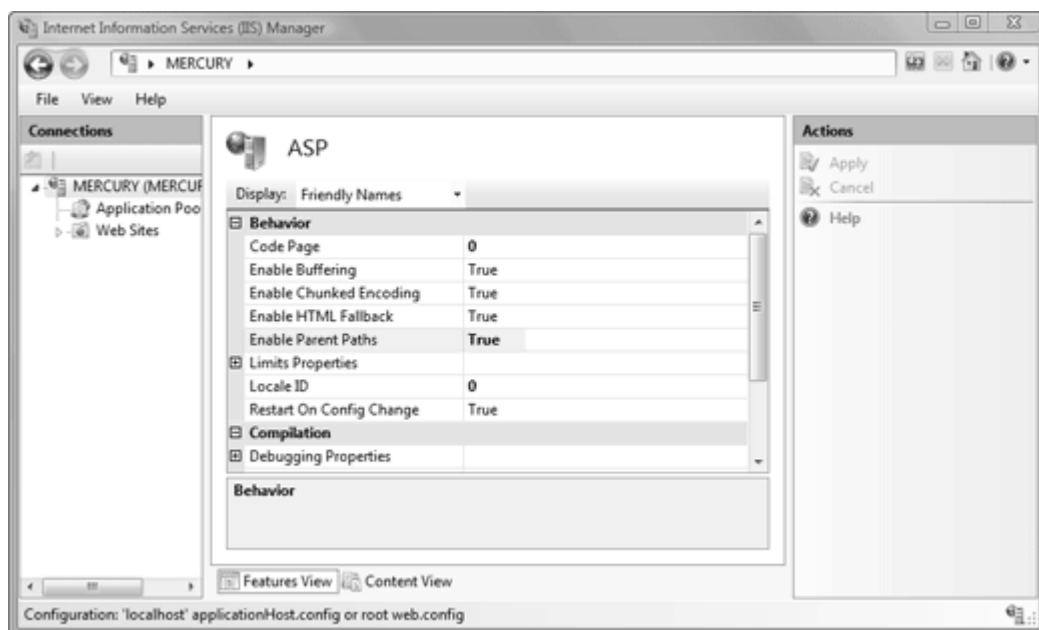 Internet Information Services (IIS) Manager
MERCURY
File View Help
Connections
MERCURY (MERCUR
Application Poo
Web Sites
ASP
Display: Friendly Names
Behavior
Code Page 0
Enable Buffering True
Enable Chunked Encoding True
Enable HTML Fallback True
Enable Parent Paths True
Limits Properties
Locale ID 0
Restart On Config Change True
Compilation
Debugging Properties
Behavior
Features View Content View
Actions
Apply
Cancel
Help
Configuration: 'localhost' applicationHost.config or root web.config